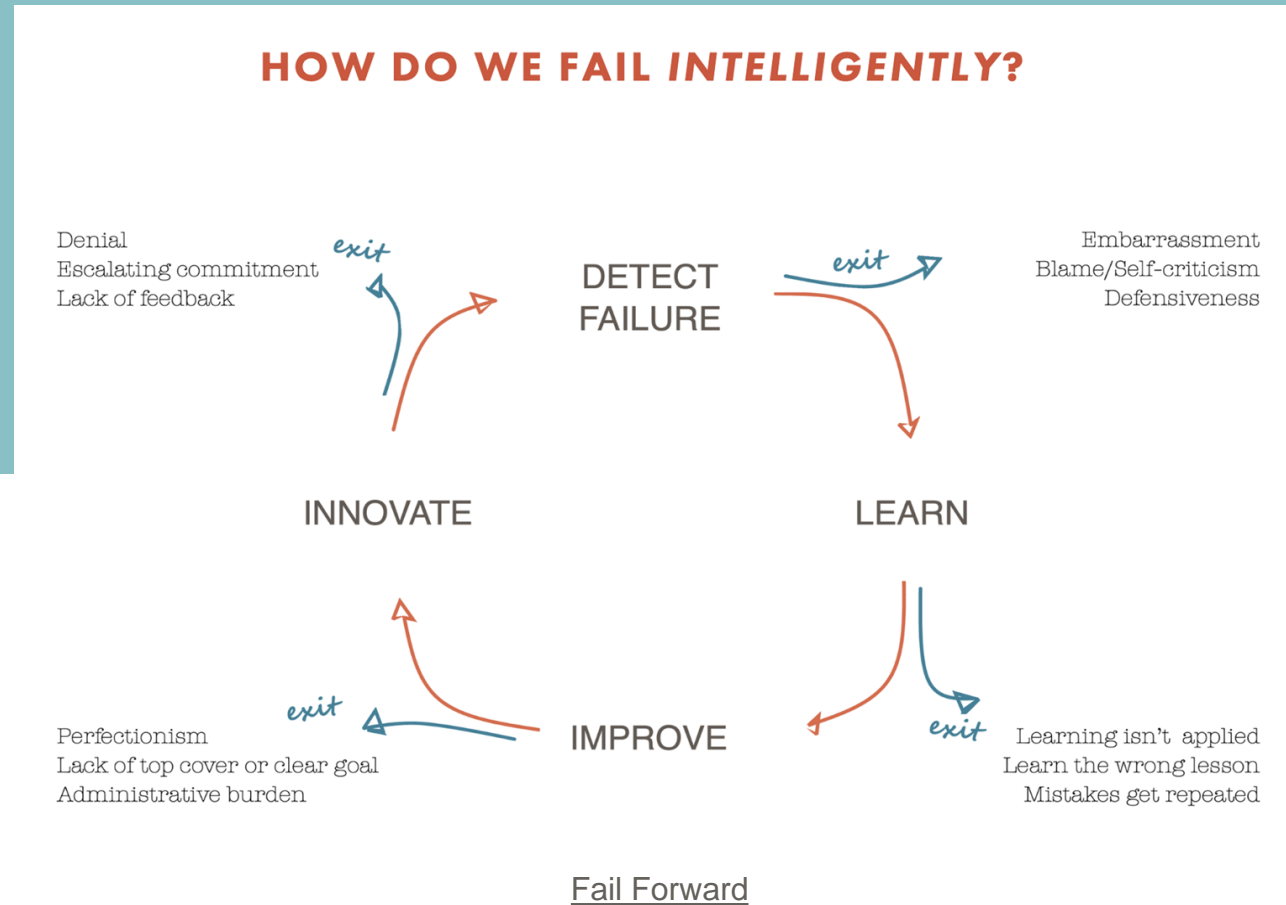 HOW DO WE FAIL INTELLIGENTLY?
Denial
Escalating commitment
Lack of feedback
exit
DETECT
FAILURE
exit
Embarrassment
Blame/Self-criticism
Defensiveness
INNOVATE
LEARN
exit
Perfectionism
Lack of top cover or clear goal
Administrative burden
IMPROVE
exit
Learning isn't applied
Learn the wrong lesson
Mistakes get repeated
Fail Forward